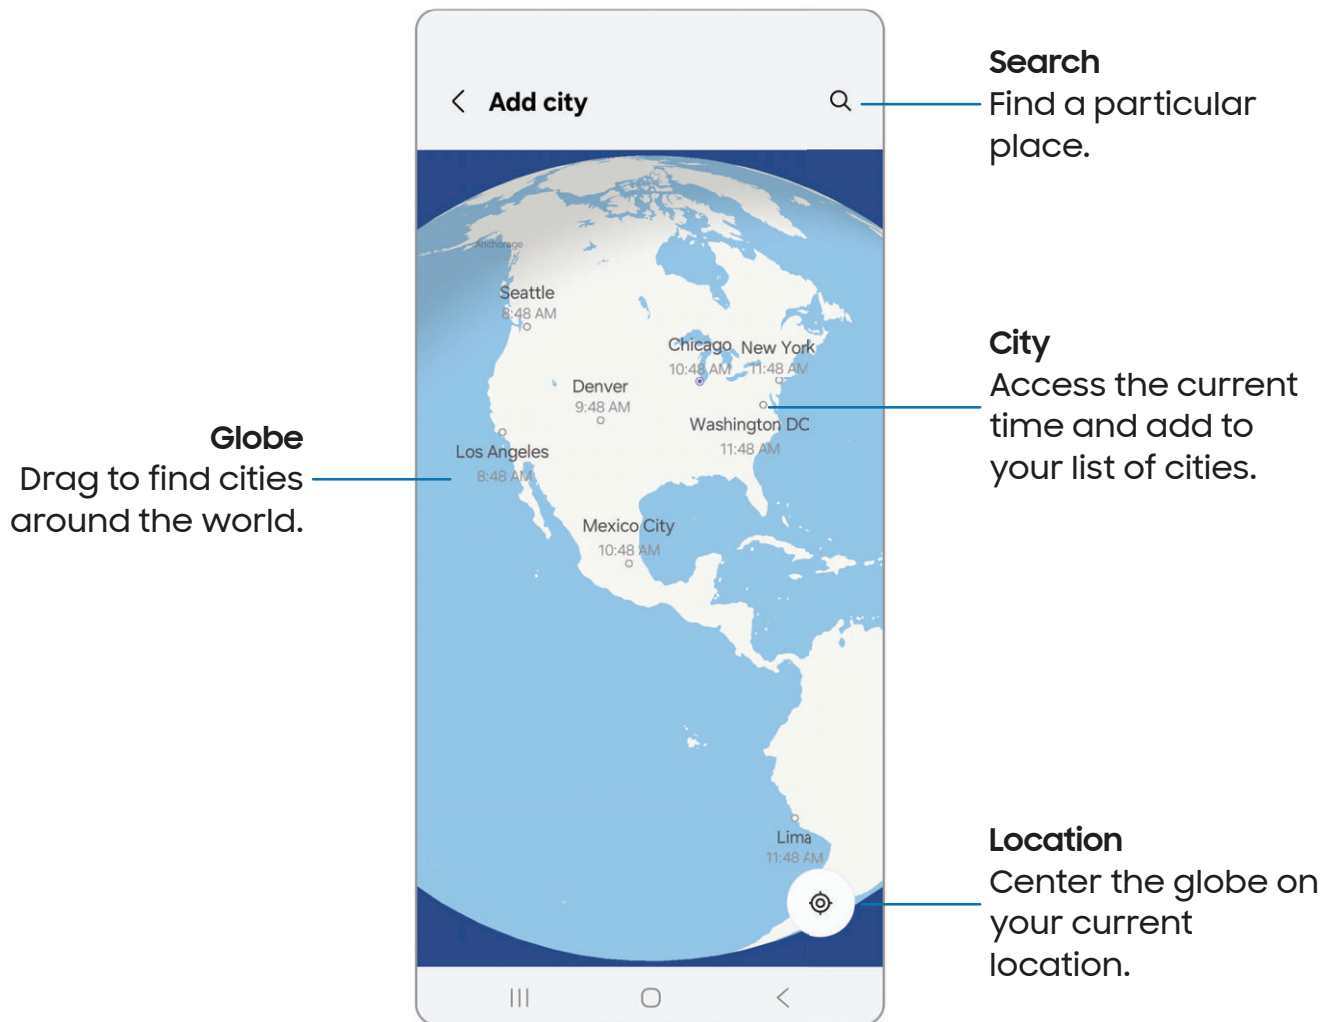 Add city
Search
Find a particular
place.
Anchorage
Seattle
8:48 AM
Chicago
10:48 AM
New York
11:48 AM
Denver
9:48 AM
Washington DC
11:48 AM
City
Access the current
time and add to
your list of cities.
Globe
Drag to find cities
around the world.
Los Angeles
8:48 AM
Mexico City
10:48 AM
Lima
11:48 AM
Location
Center the globe on
your current
location.